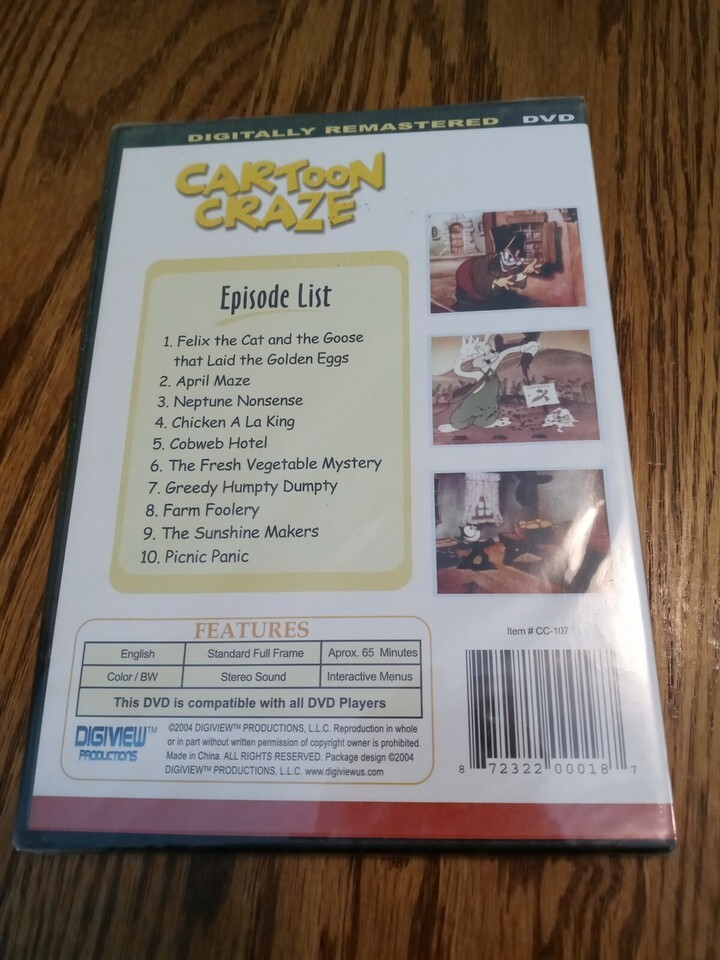 DIGITALLY REMASTERED DVD
CARTOON
CRAZE
Episode List
1. Felix the Cat and the Goose
that Laid the Golden Eggs
2. April Maze
3. Neptune Nonsense
4. Chicken A La King
5. Cobweb Hotel
6. The Fresh Vegetable Mystery
7. Greedy Humpty Dumpty
8. Farm Foolery
9. The Sunshine Makers
10. Picnic Panic
FEATURES
English Standard Full Frame Aprox. 65 Minutes
Color / BW Stereo Sound Interactive Menus
This DVD is compatible with all DVD Players
DIGIVIEW™
PRODUCTIONS
©2004 DIGIVIEW™ PRODUCTIONS, L.L.C. Reproduction in whole
or in part without written permission of copyright owner is prohibited.
Made in China. ALL RIGHTS RESERVED. Package design ©2004
DIGIVIEW™ PRODUCTIONS, L.L.C. www.digiviewus.com
Item # CC-107
8 72322 00018 7